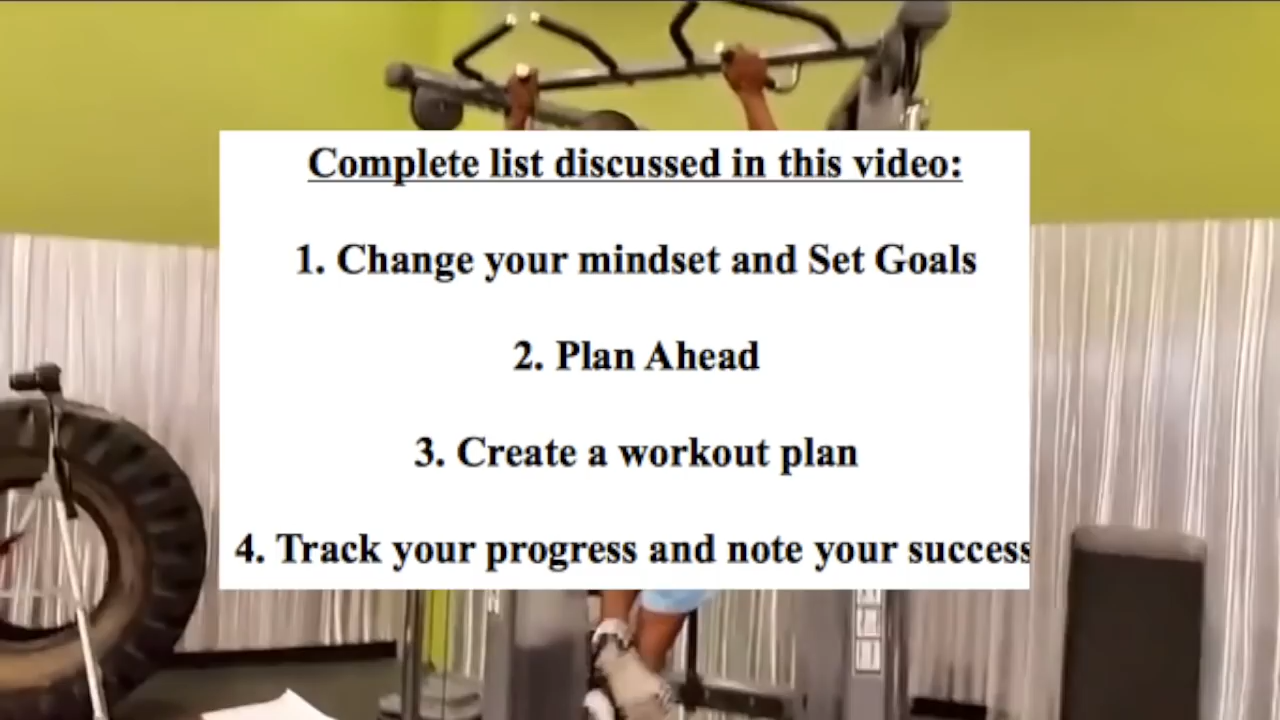 Complete list discussed in this video:
1. Change your mindset and Set Goals
2. Plan Ahead
3. Create a workout plan
4. Track your progress and note your success